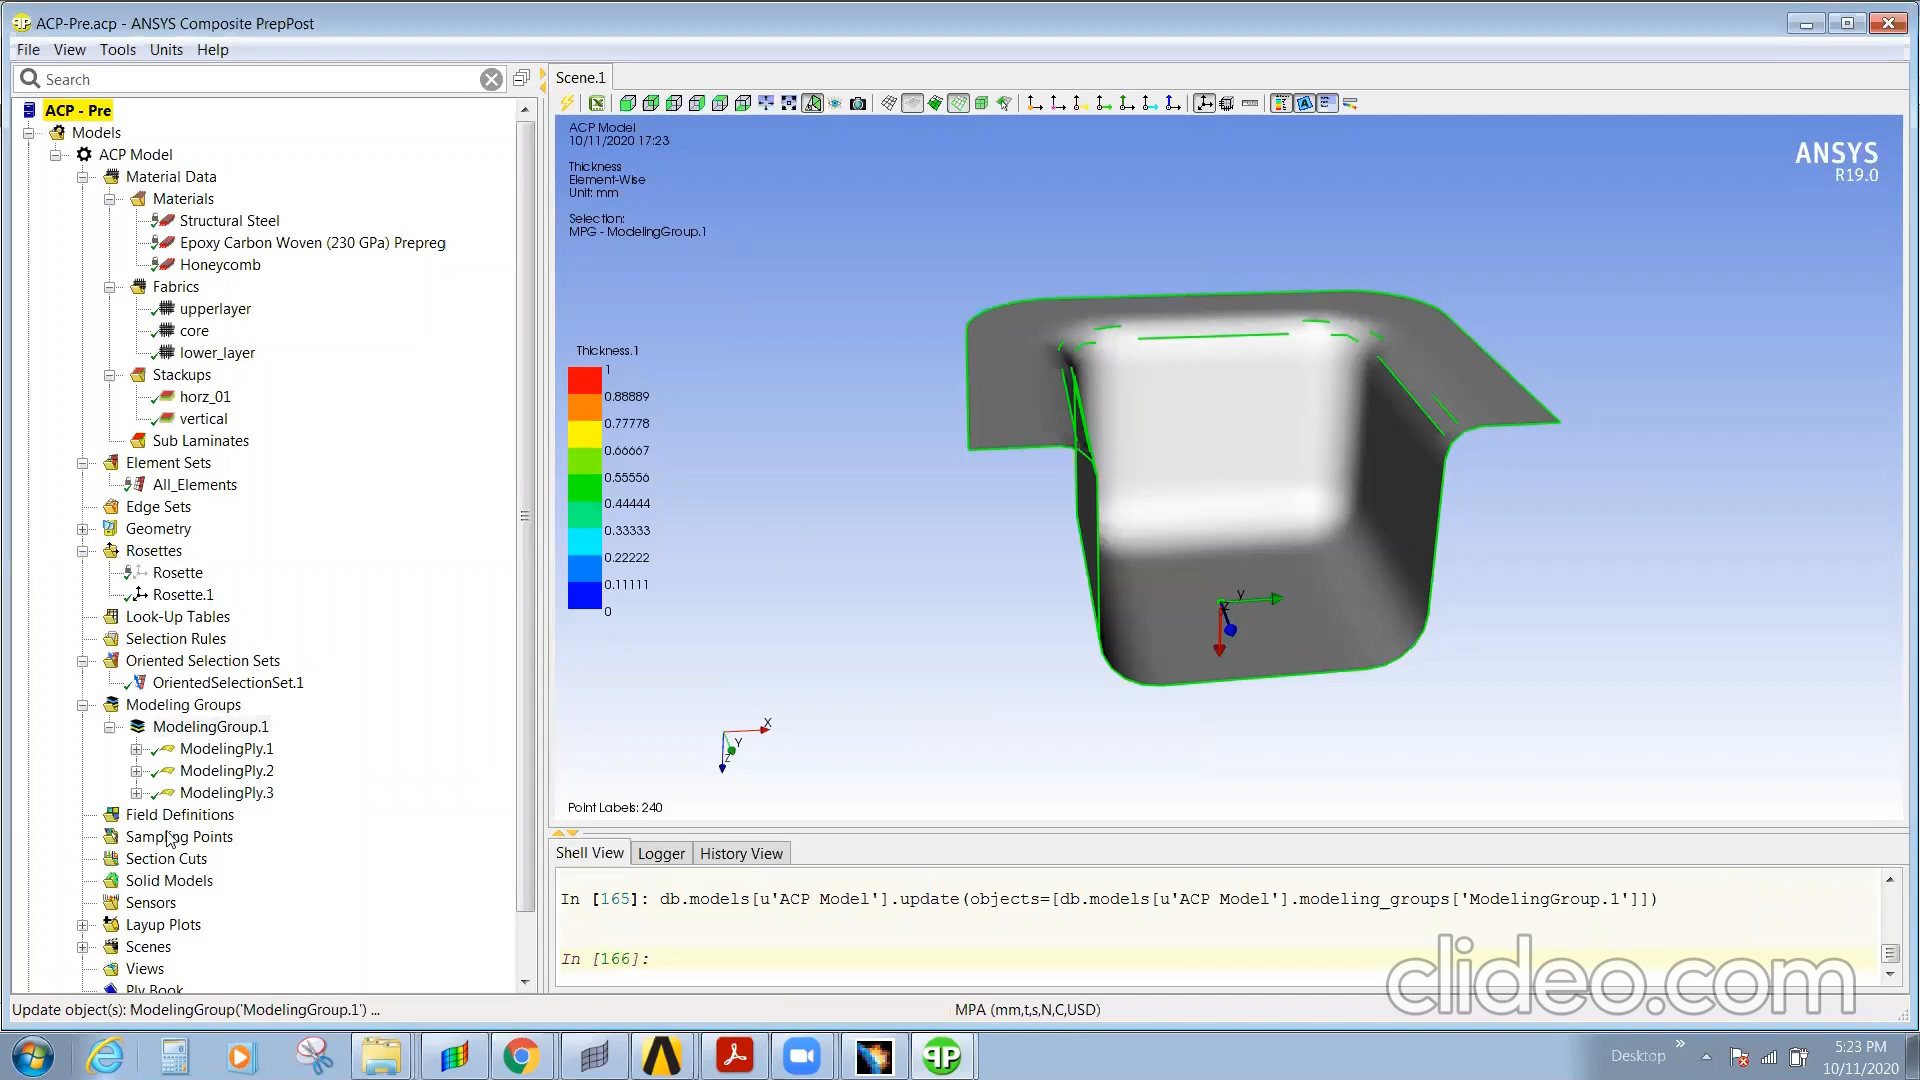 ACP-Pre.acp - ANSYS Composite PrepPost
File View Tools Units Help
Search
ACP - Pre
Models
ACP Model
Material Data
Materials
Structural Steel
Epoxy Carbon Woven (230 GPa) Prepreg
Honeycomb
Fabrics
upperlayer
core
lower_layer
Stackups
horz_01
vertical
Sub Laminates
Element Sets
All_Elements
Edge Sets
Geometry
Rosettes
Rosette
Rosette.1
Look-Up Tables
Selection Rules
Oriented Selection Sets
OrientedSelectionSet.1
Modeling Groups
ModelingGroup.1
ModelingPly.1
ModelingPly.2
ModelingPly.3
Field Definitions
Sampling Points
Section Cuts
Solid Models
Sensors
Layup Plots
Scenes
Views
Ply Book
Scene.1
ACP Model
10/11/2020 17:23
Thickness
Element-Wise
Unit: mm
Selection:
MPG - ModelingGroup.1
ANSYS
R19.0
Thickness.1
1
0.88889
0.77778
0.66667
0.55556
0.44444
0.33333
0.22222
0.11111
0
Y
Z
X
Y
Z
Point Labels: 240
Shell View Logger History View
In [165]: db.models[u'ACP Model'].update(objects=[db.models[u'ACP Model'].modeling_groups['ModelingGroup.1']])
In [166]:
clideo.com
Update object(s): ModelingGroup('ModelingGroup.1') ...
MPA (mm,t,s,N,C,USD)
Desktop
5:23 PM
10/11/2020